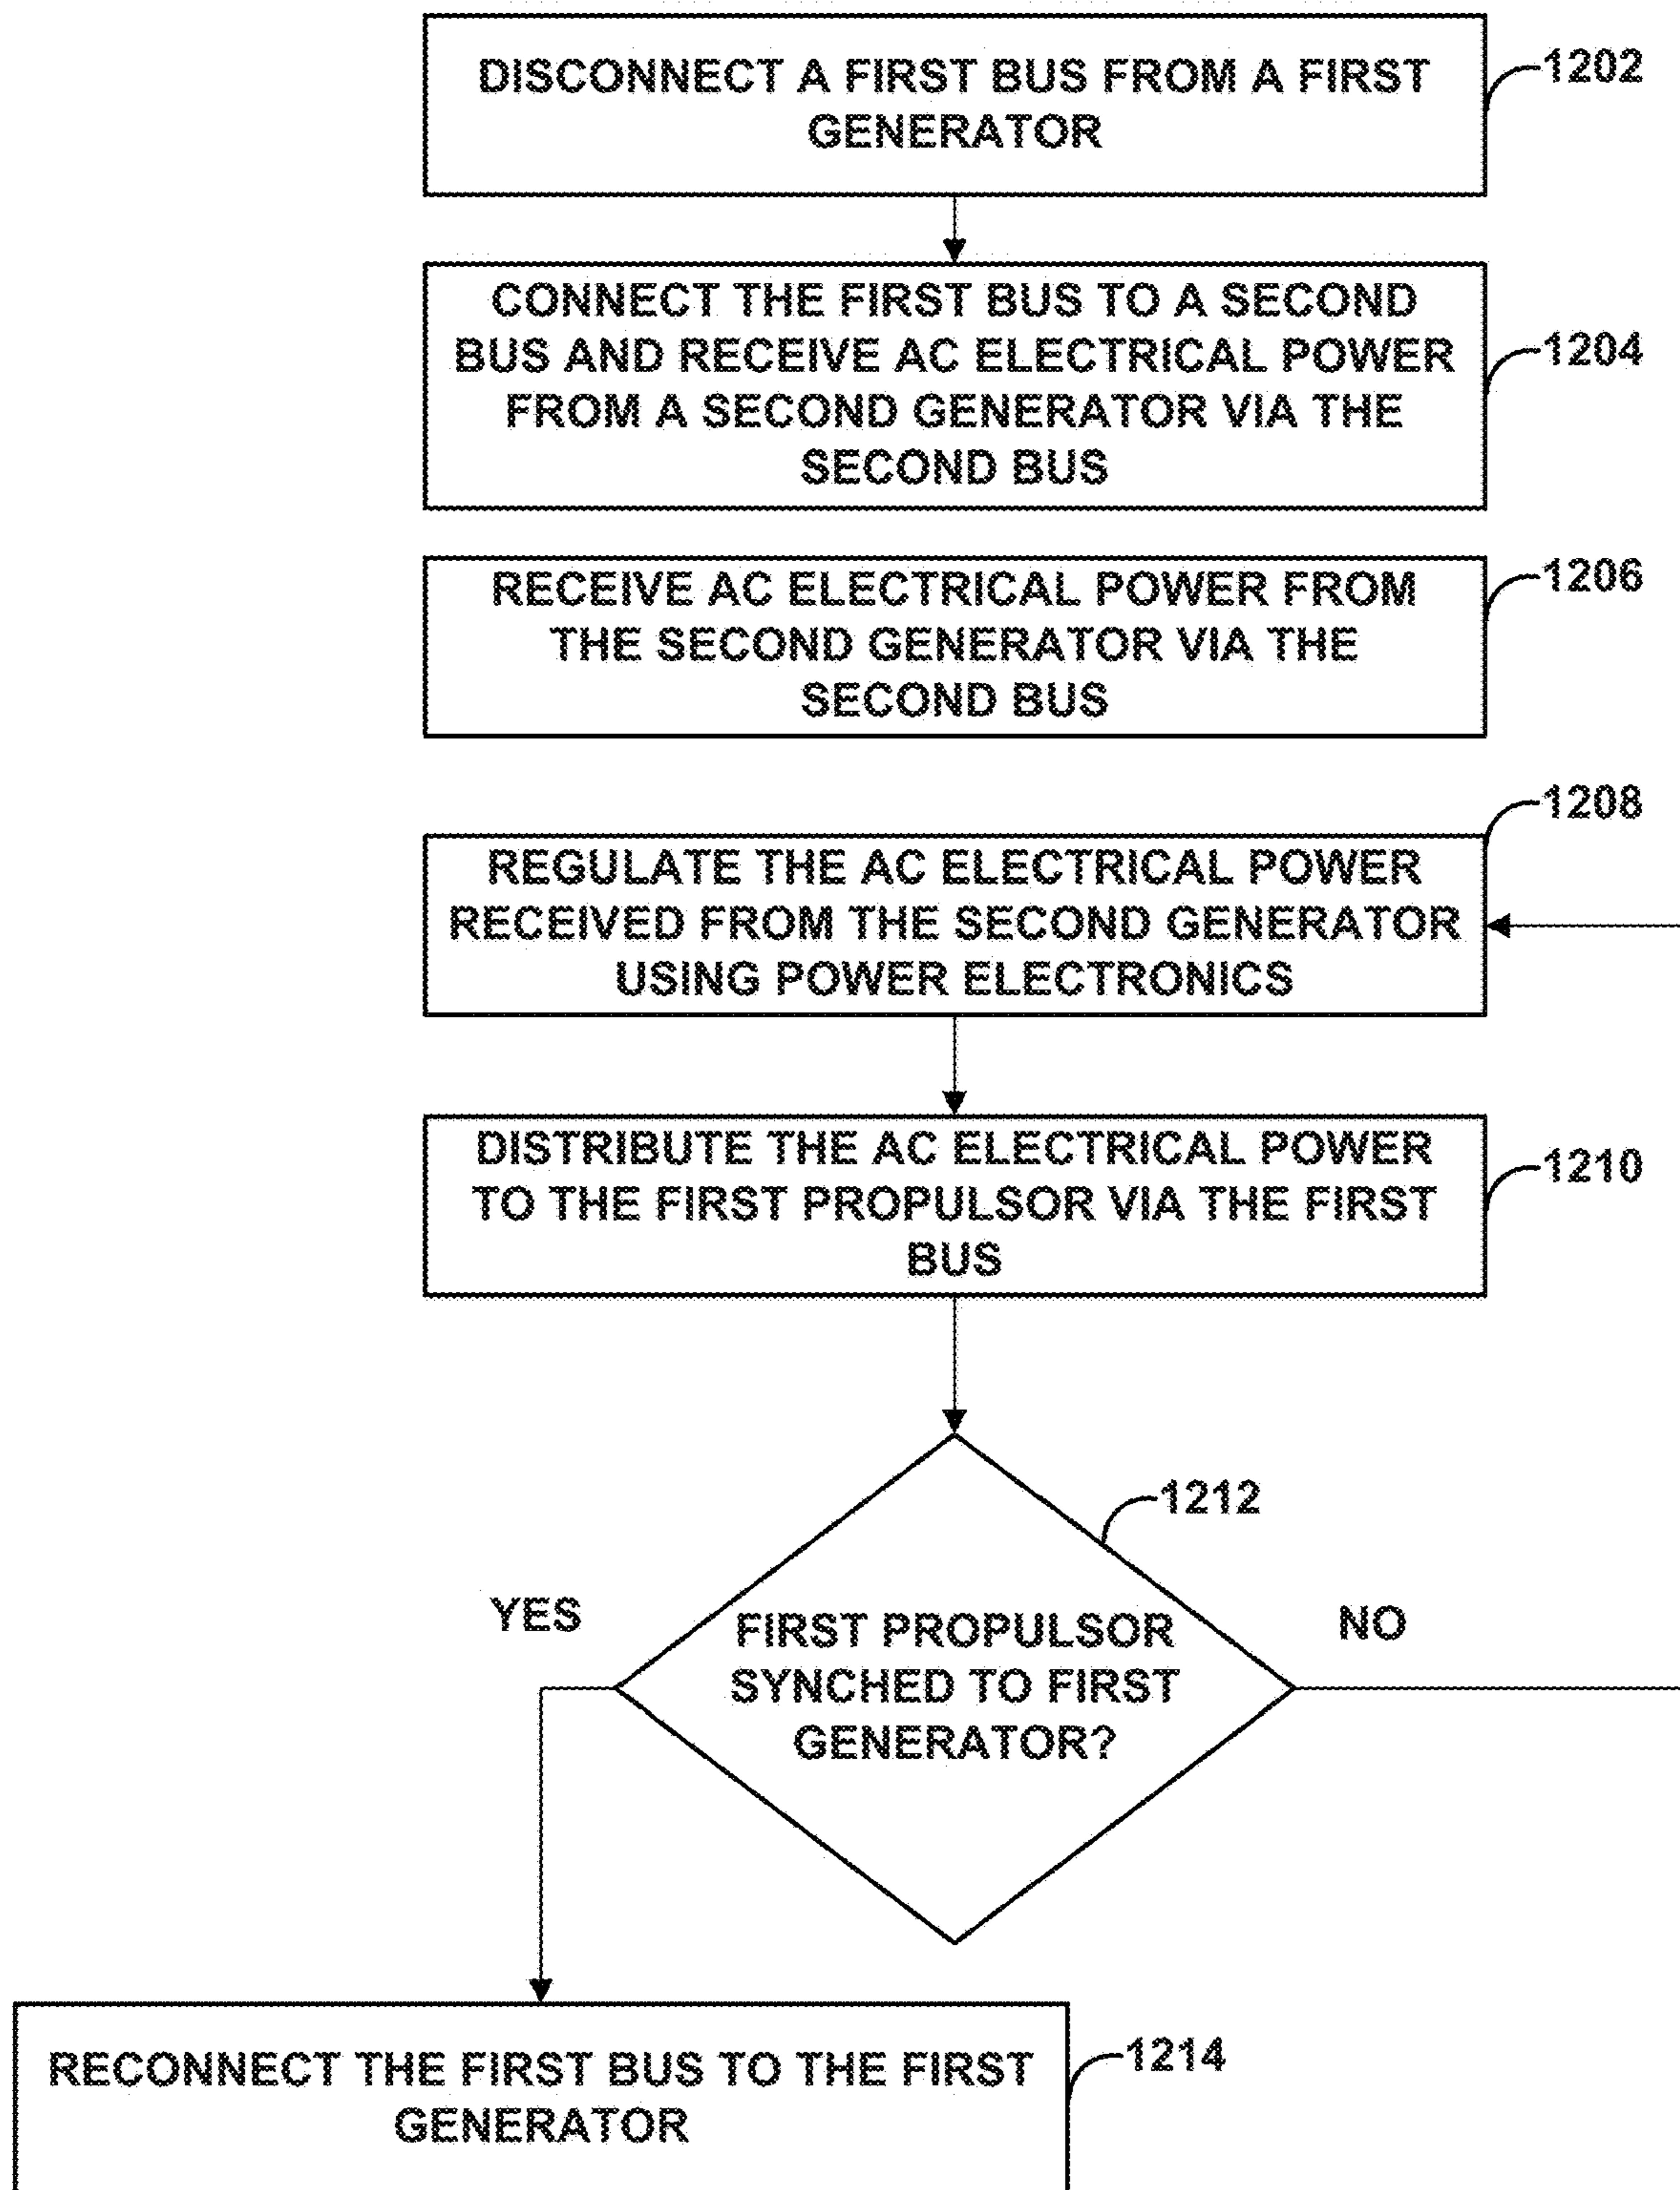 DISCONNECT A FIRST BUS FROM A FIRST
GENERATOR
1202
CONNECT THE FIRST BUS TO A SECOND
BUS AND RECEIVE AC ELECTRICAL POWER
FROM A SECOND GENERATOR VIA THE
SECOND BUS
1204
RECEIVE AC ELECTRICAL POWER FROM
THE SECOND GENERATOR VIA THE
SECOND BUS
1206
REGULATE THE AC ELECTRICAL POWER
RECEIVED FROM THE SECOND GENERATOR
USING POWER ELECTRONICS
1208
DISTRIBUTE THE AC ELECTRICAL POWER
TO THE FIRST PROPULSOR VIA THE FIRST
BUS
1210
1212
YES
FIRST PROPULSOR
SYNCHED TO FIRST
GENERATOR?
NO
RECONNECT THE FIRST BUS TO THE FIRST
GENERATOR
1214